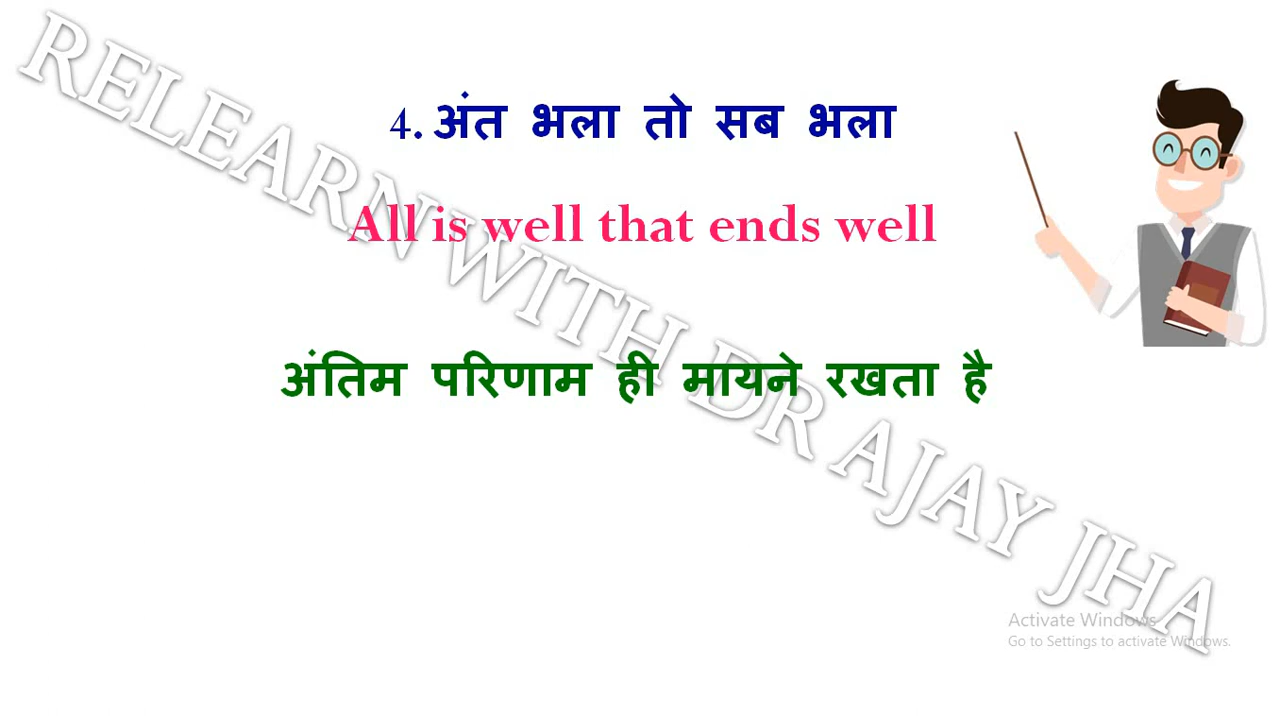 4. अंत भला तो सब भला
All is well that ends well
अंतिम परिणाम ही मायने रखता है
RELEARN WITH DR AJAY JHA
Activate Windows
Go to Settings to activate Windows.